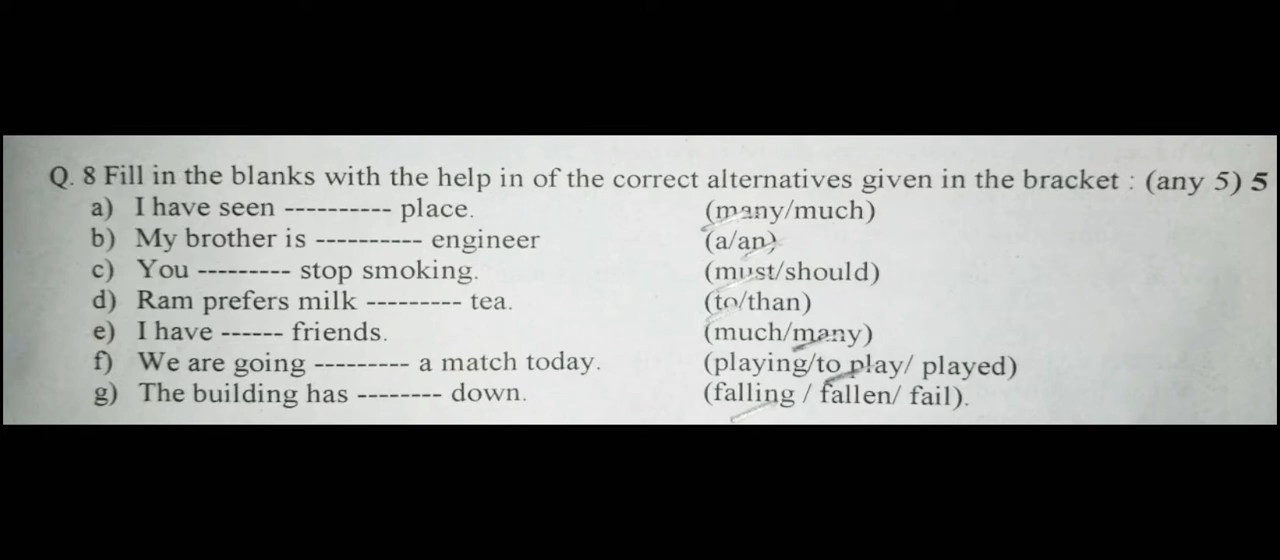 Q. 8 Fill in the blanks with the help in of the correct alternatives given in the bracket : (any 5) 5
a) I have seen ---------- place. (many/much)
b) My brother is ---------- engineer (a/an)
c) You --------- stop smoking. (must/should)
d) Ram prefers milk --------- tea. (to/than)
e) I have ------ friends. (much/many)
f) We are going --------- a match today. (playing/to play/ played)
g) The building has -------- down. (falling / fallen/ fail).